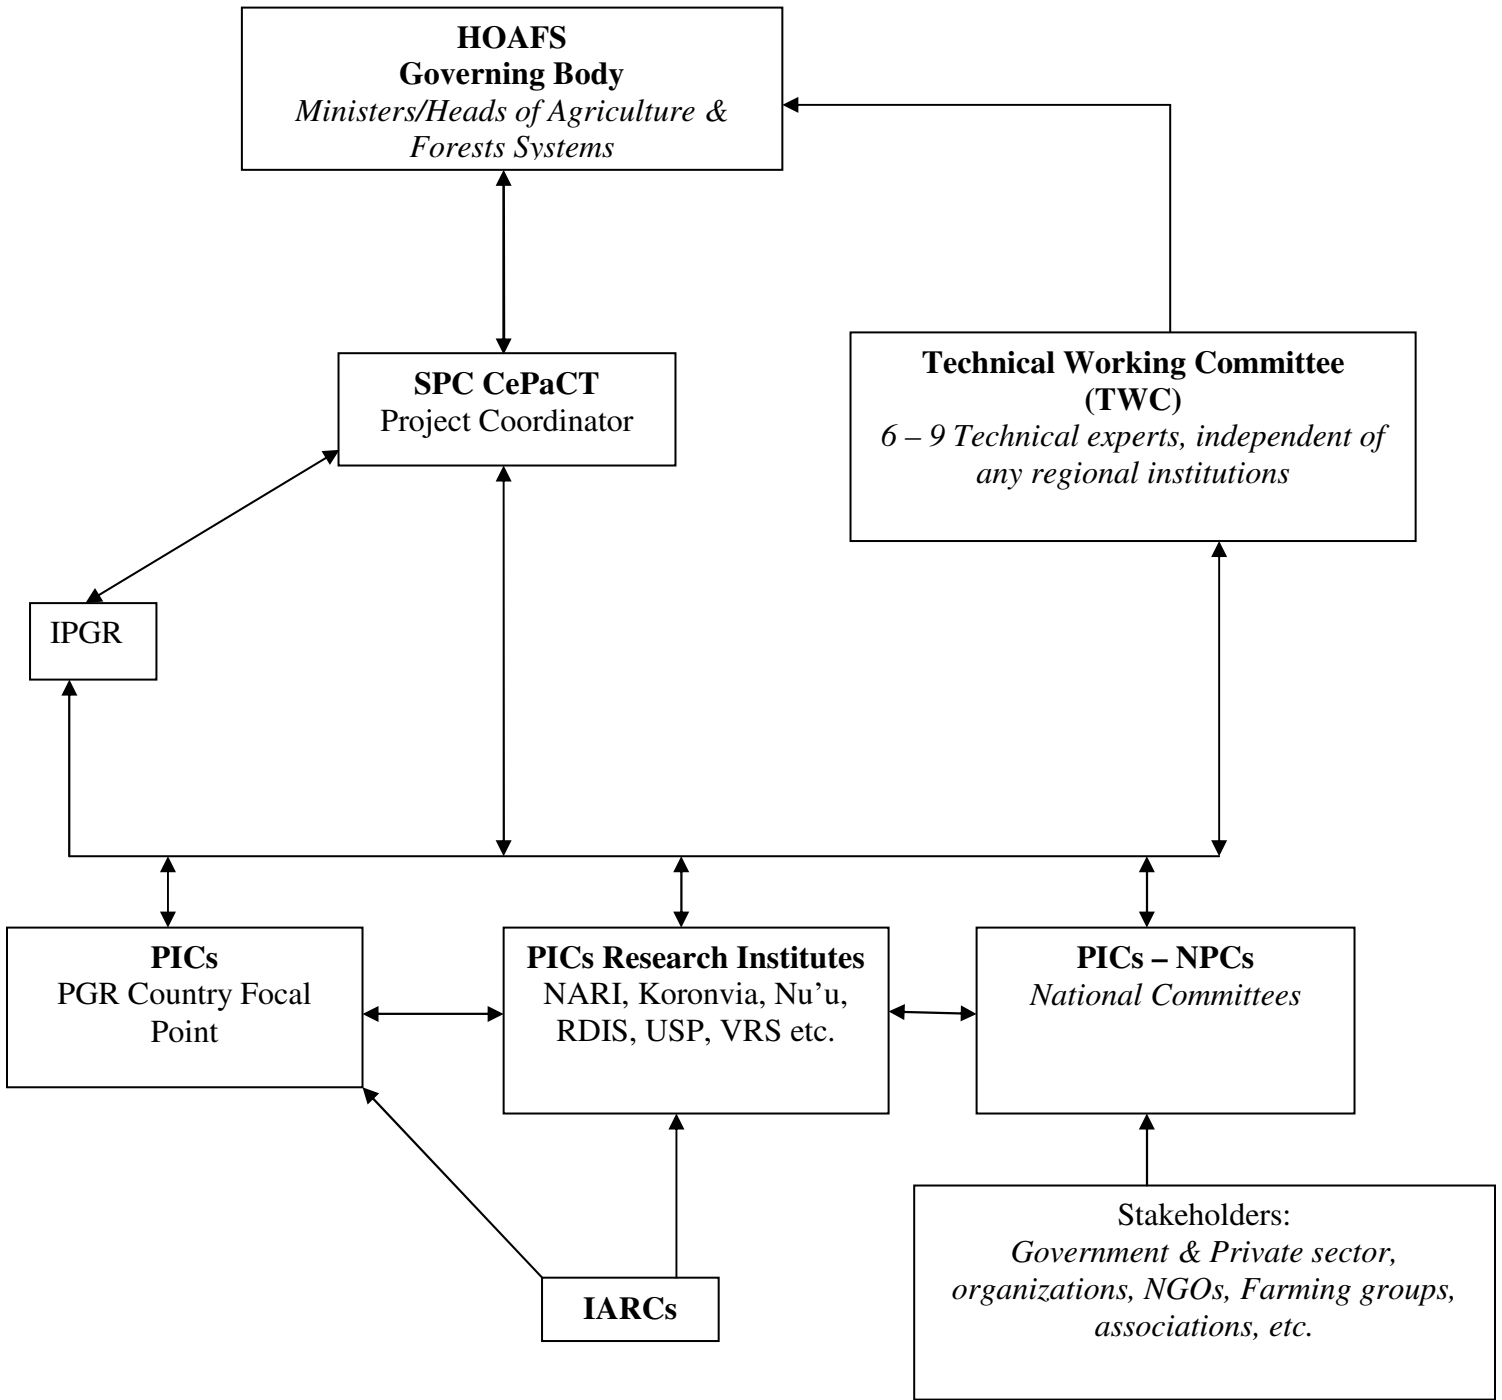 HOAFS
Governing Body
Ministers/Heads of Agriculture &
Forests Systems
SPC CePaCT
Project Coordinator
Technical Working Committee
(TWC)
6 – 9 Technical experts, independent of
any regional institutions
IPGR
PICs
PGR Country Focal
Point
PICs Research Institutes
NARI, Koronvia, Nu’u,
RDIS, USP, VRS etc.
PICs – NPCs
National Committees
IARCs
Stakeholders:
Government & Private sector,
organizations, NGOs, Farming groups,
associations, etc.